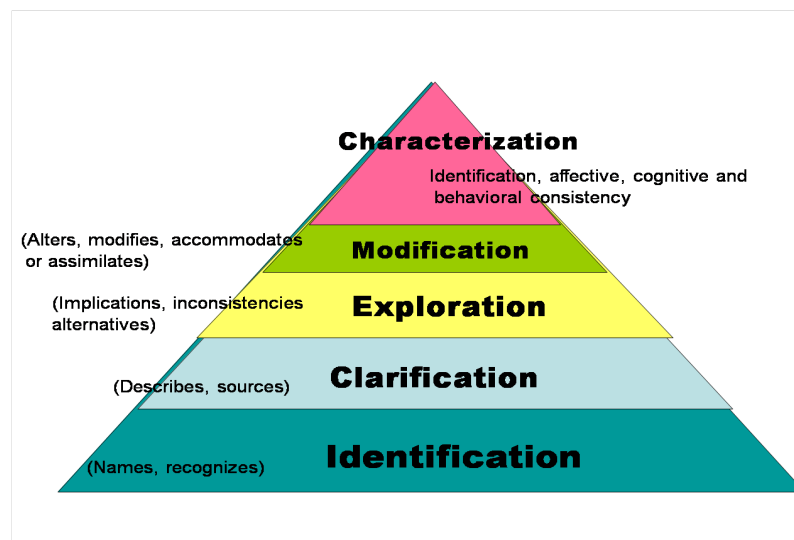 Characterization
Identification, affective, cognitive and
behavioral consistency
(Alters, modifies, accommodates
or assimilates)
Modification
(Implications, inconsistencies
alternatives)
Exploration
(Describes, sources)
Clarification
(Names, recognizes)
Identification